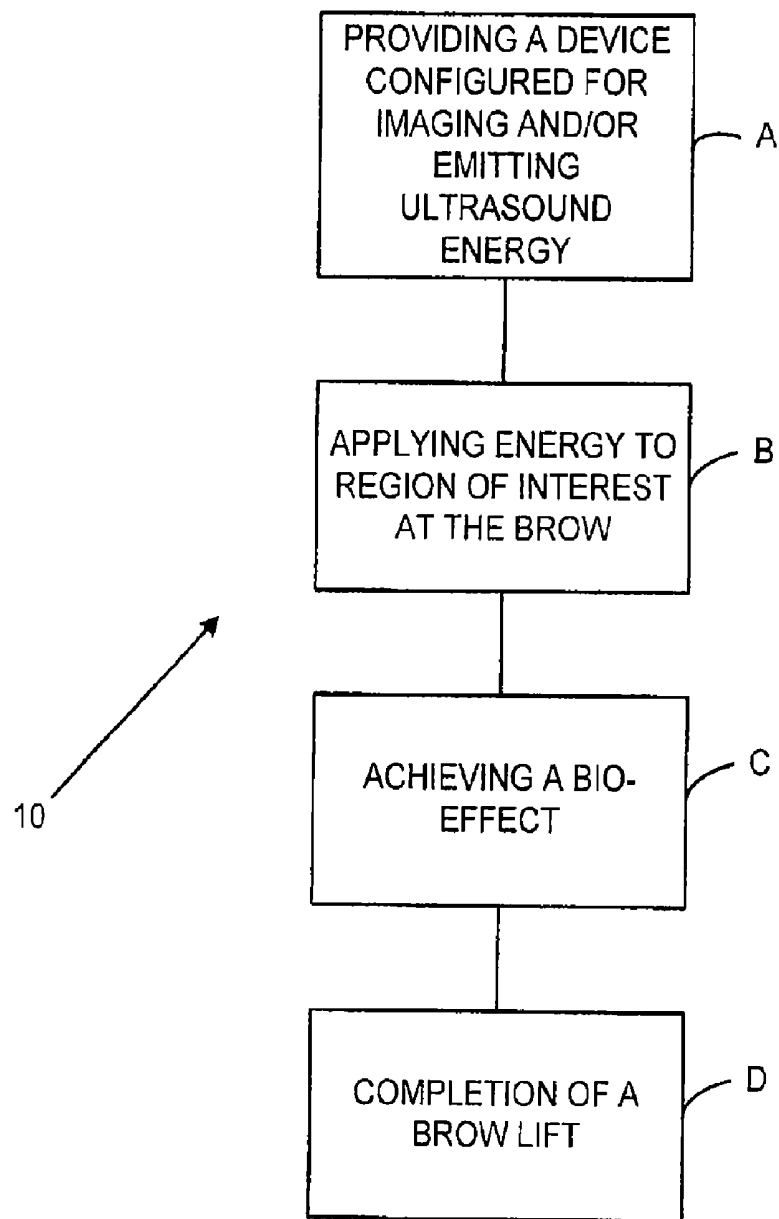 PROVIDING A DEVICE
CONFIGURED FOR
IMAGING AND/OR
EMITTING
ULTRASOUND
ENERGY
A
APPLYING ENERGY TO
REGION OF INTEREST
AT THE BROW
B
ACHIEVING A BIO-
EFFECT
C
10
COMPLETION OF A
BROW LIFT
D